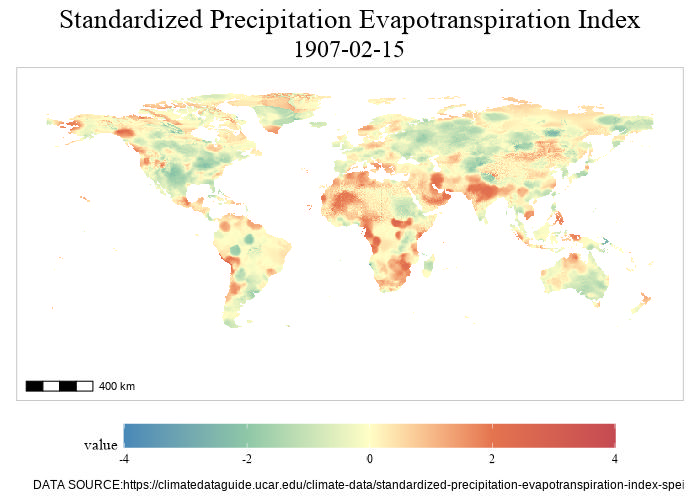 Standardized Precipitation Evapotranspiration Index
1907-02-15
400 km
value
-4 -2 0 2 4
DATA SOURCE:https://climatedataguide.ucar.edu/climate-data/standardized-precipitation-evapotranspiration-index-spei